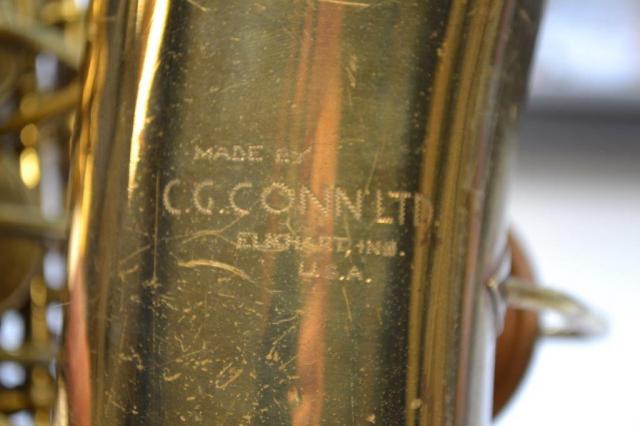 MADE BY
C.G.CONN LTD.
ELKHART, IND.
U.S.A.